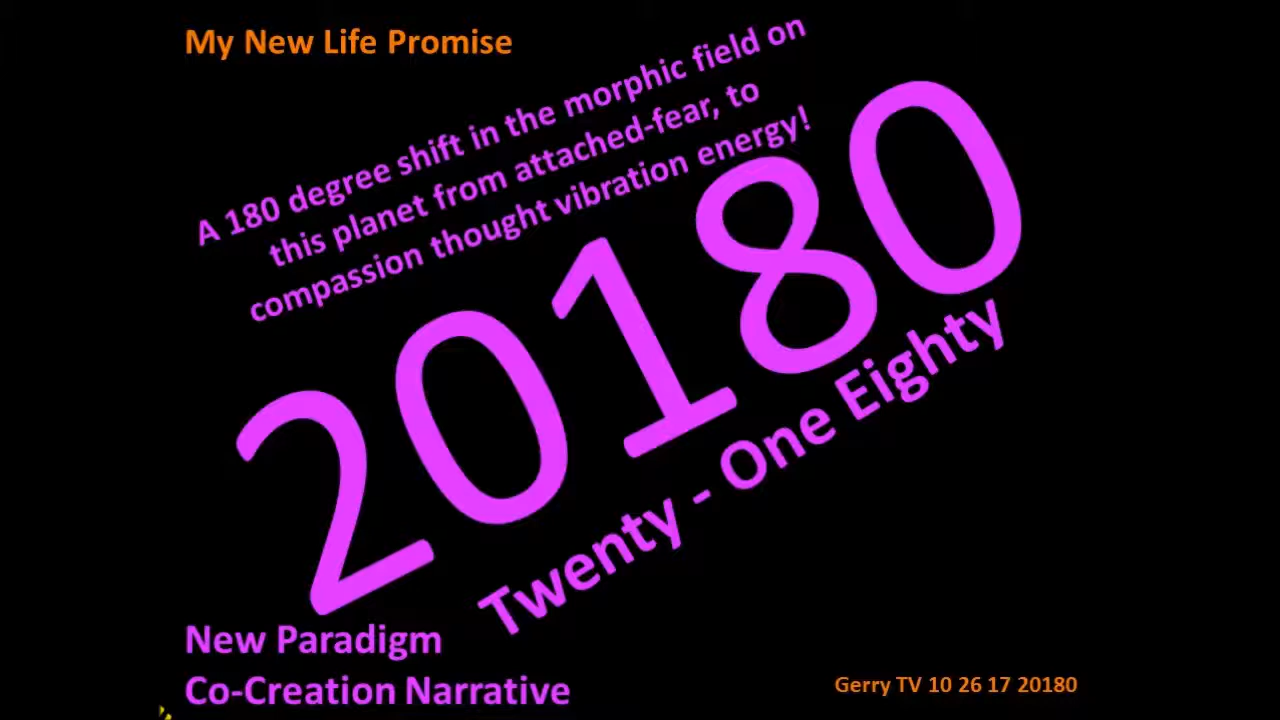 My New Life Promise
A 180 degree shift in the morphic field on
this planet from attached-fear, to
compassion thought vibration energy!
20180
Twenty - One Eighty
New Paradigm
Co-Creation Narrative
Gerry TV 10 26 17 20180